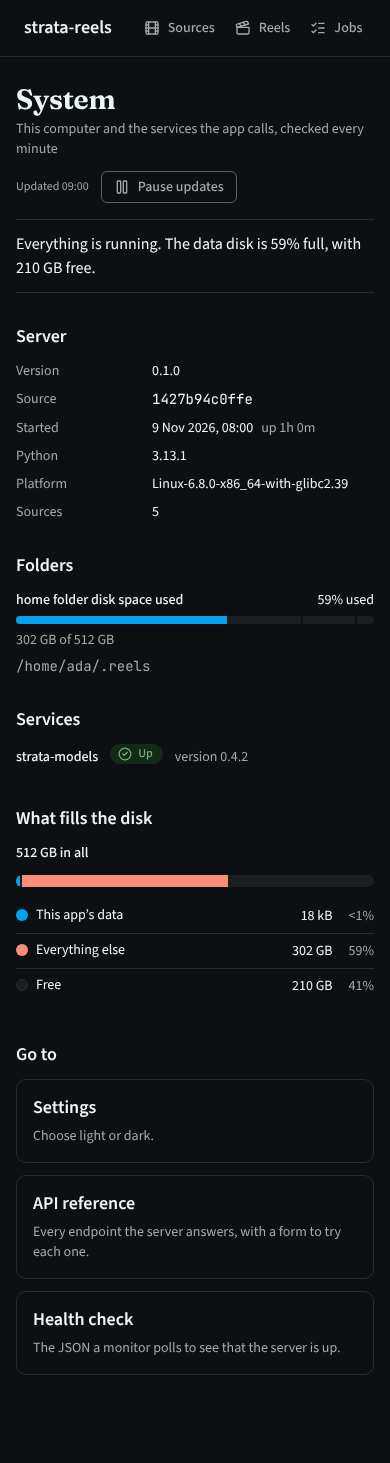 strata-reels
Sources
Reels
Jobs
System
This computer and the services the app calls, checked every
minute
Updated 09:00
Pause updates
Everything is running. The data disk is 59% full, with
210 GB free.
Server
Version 0.1.0
Source 1427b94c0ffe
Started 9 Nov 2026, 08:00 up 1h 0m
Python 3.13.1
Platform Linux-6.8.0-x86_64-with-glibc2.39
Sources 5
Folders
home folder disk space used 59% used
302 GB of 512 GB
/home/ada/.reels
Services
strata-models Up version 0.4.2
What fills the disk
512 GB in all
This app's data 18 kB <1%
Everything else 302 GB 59%
Free 210 GB 41%
Go to
Settings
Choose light or dark.
API reference
Every endpoint the server answers, with a form to try
each one.
Health check
The JSON a monitor polls to see that the server is up.